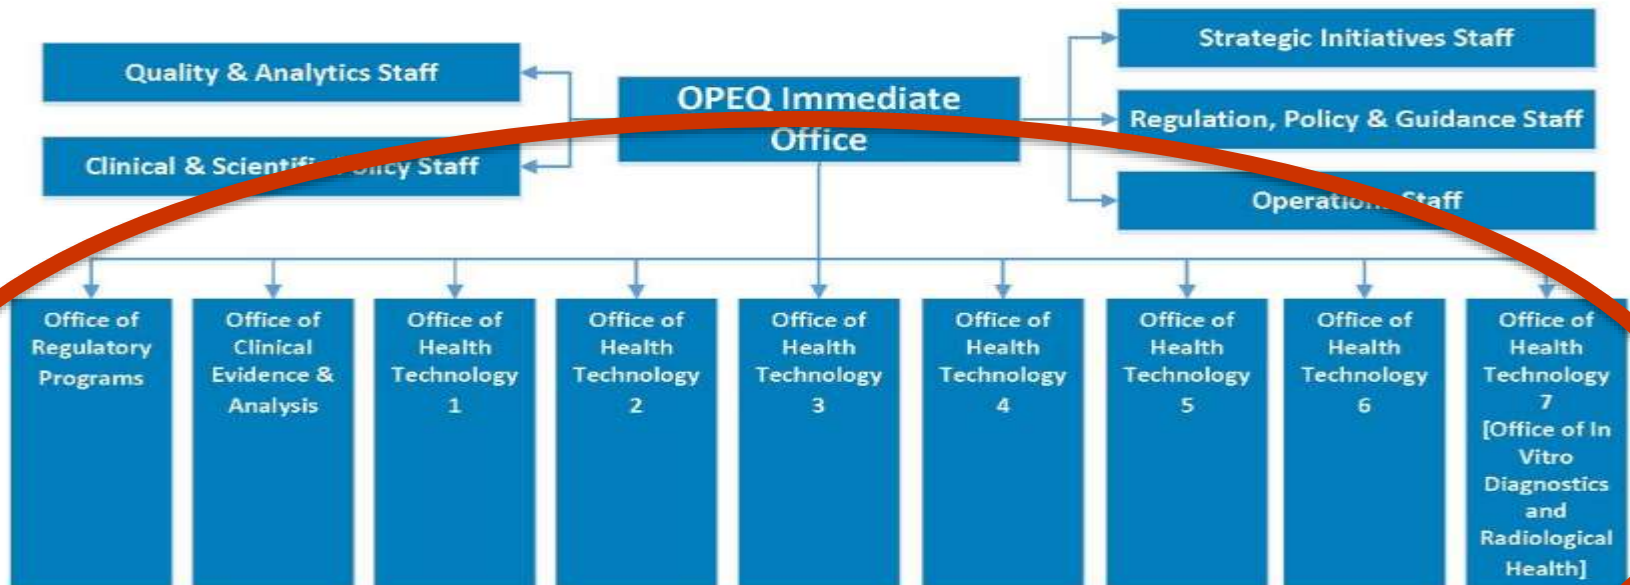 Quality & Analytics Staff
Clinical & Scientific Policy Staff
OPEQ Immediate
Office
Strategic Initiatives Staff
Regulation, Policy & Guidance Staff
Operations Staff
Office of
Regulatory
Programs
Office of
Clinical
Evidence &
Analysis
Office of
Health
Technology
1
Office of
Health
Technology
2
Office of
Health
Technology
3
Office of
Health
Technology
4
Office of
Health
Technology
5
Office of
Health
Technology
6
Office of
Health
Technology
7
[Office of In
Vitro
Diagnostics
and
Radiological
Health]